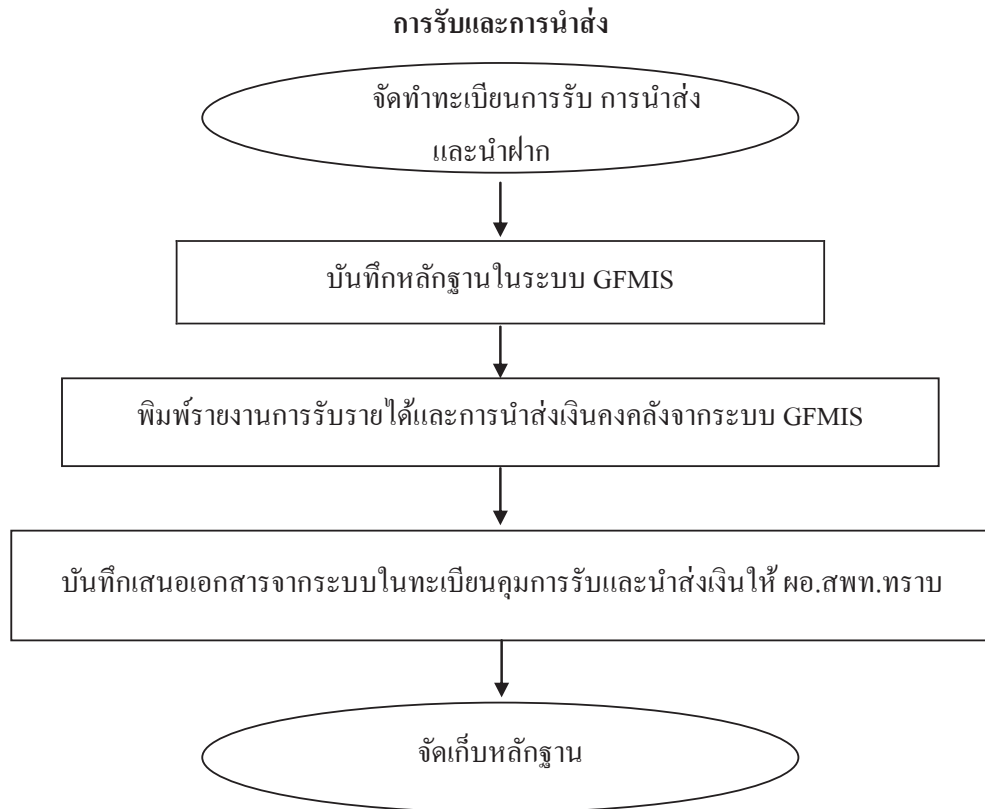 การรับและการนำส่ง
จัดทำทะเบียนการรับ การนำส่ง
และนำฝาก
บันทึกหลักฐานในระบบ GFMIS
พิมพ์รายงานการรับรายได้และการนำส่งเงินคงคลังจากระบบ GFMIS
บันทึกเสนอเอกสารจากระบบในทะเบียนคุมการรับและนำส่งเงินให้ ผอ.สพท.ทราบ
จัดเก็บหลักฐาน